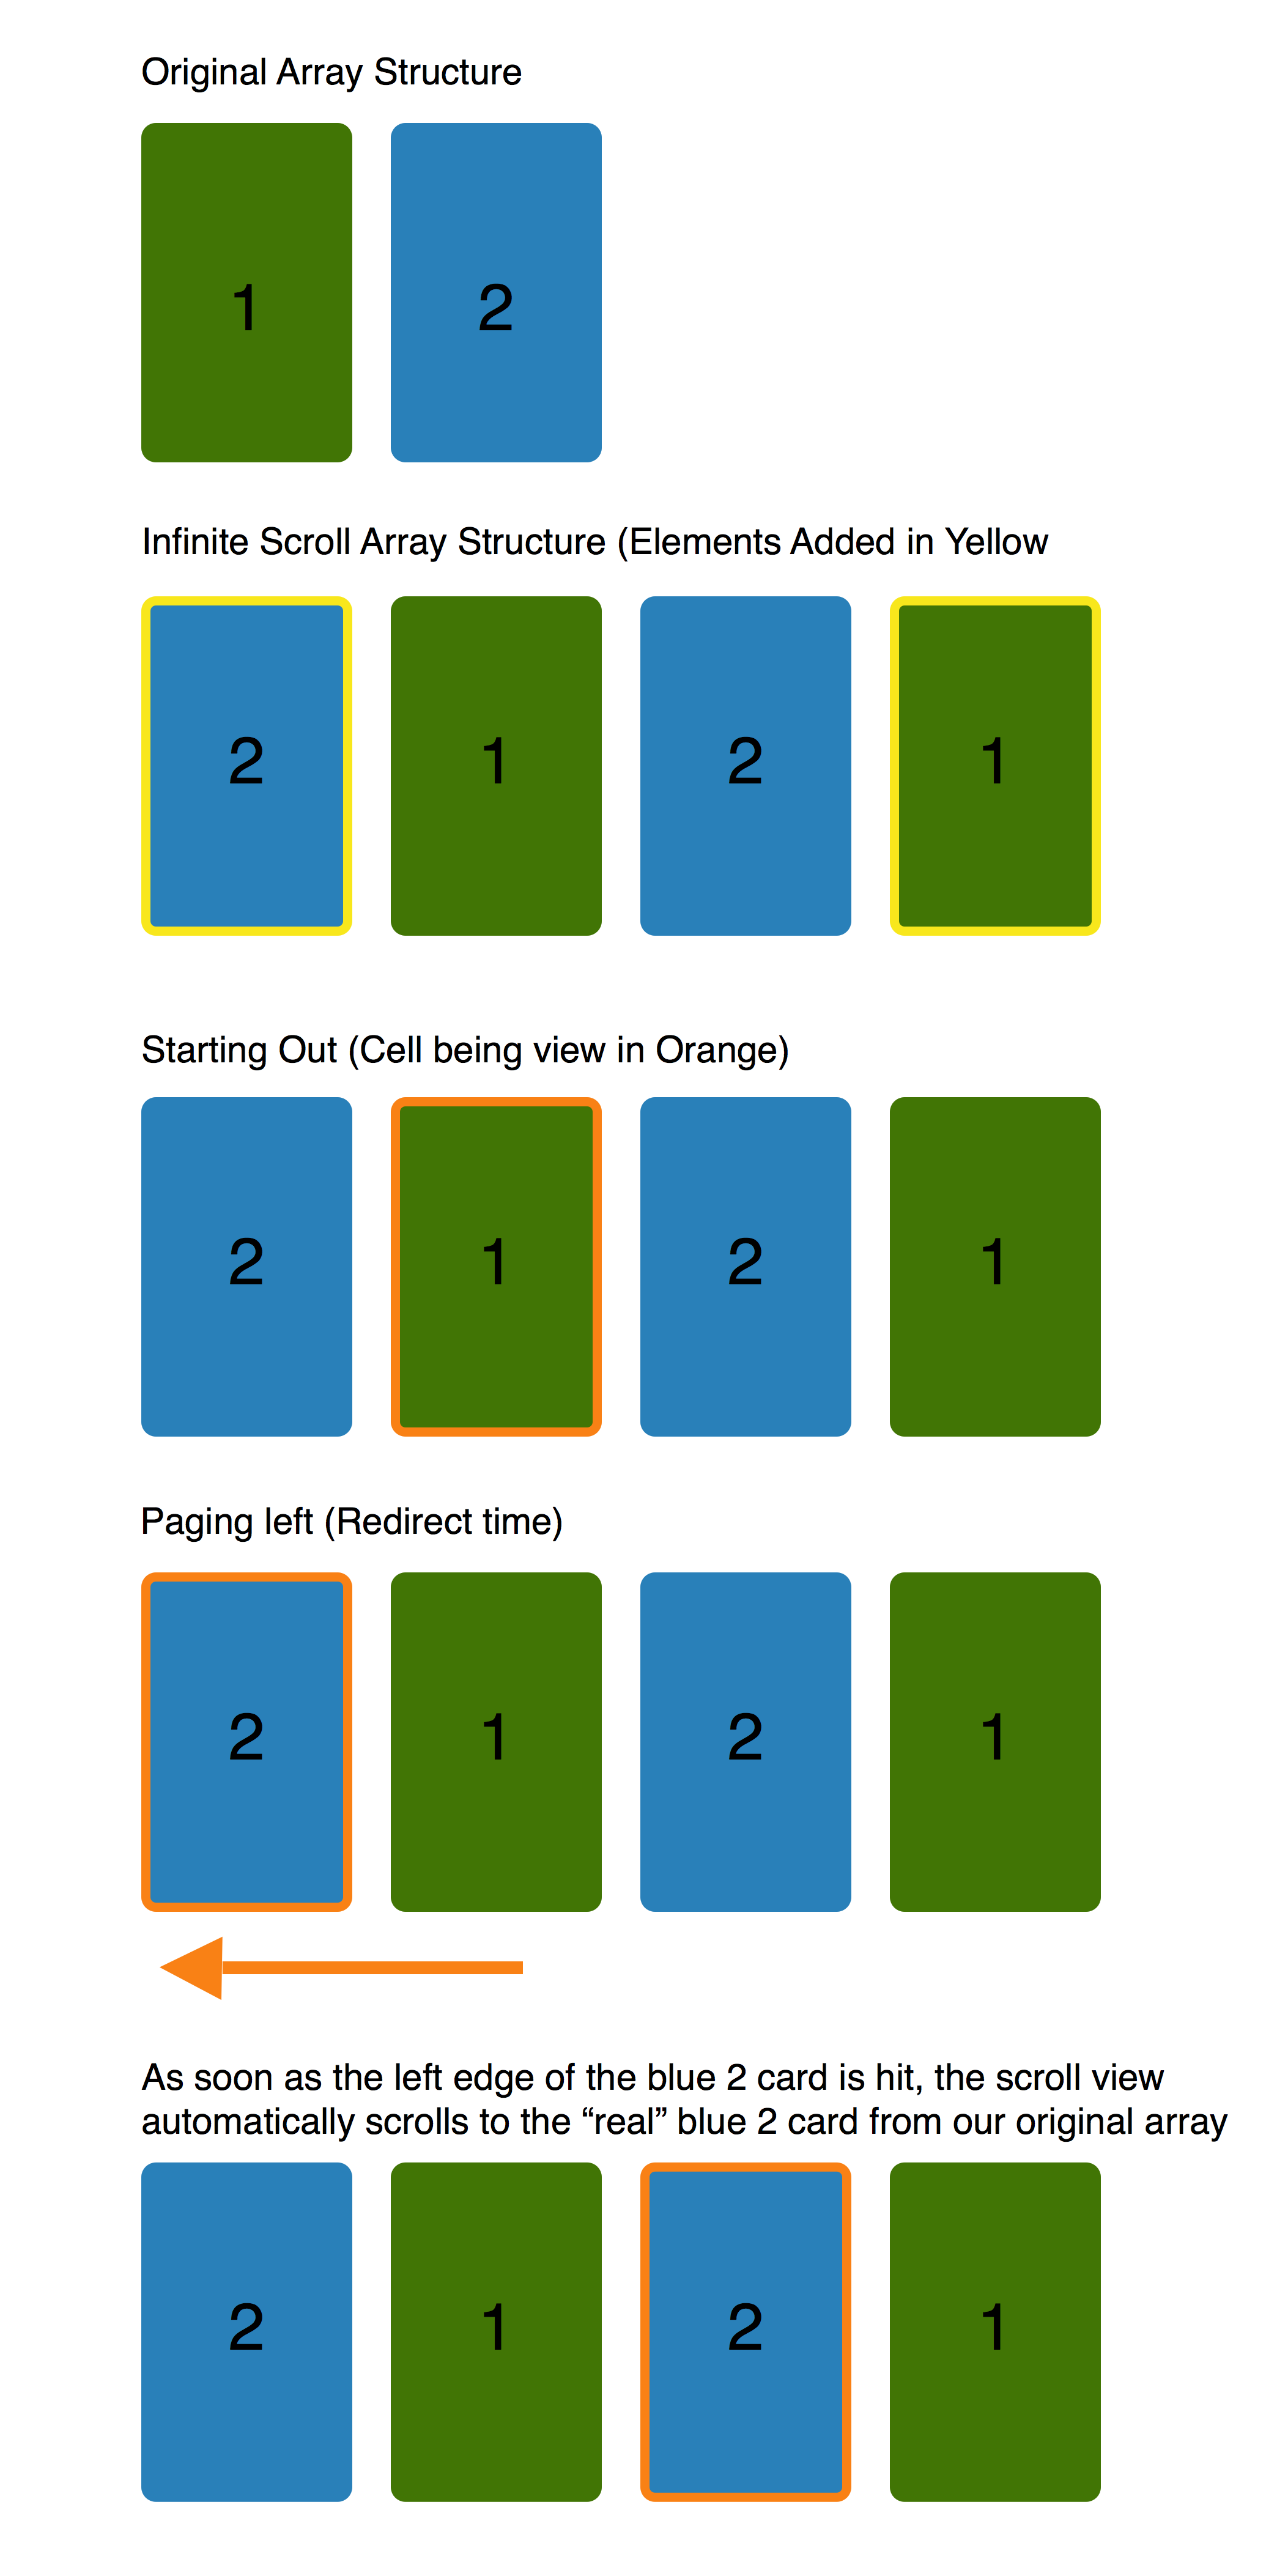 Original Array Structure
1 2
Infinite Scroll Array Structure (Elements Added in Yellow
2 1 2 1
Starting Out (Cell being view in Orange)
2 1 2 1
Paging left (Redirect time)
2 1 2 1
As soon as the left edge of the blue 2 card is hit, the scroll view
automatically scrolls to the “real” blue 2 card from our original array
2 1 2 1